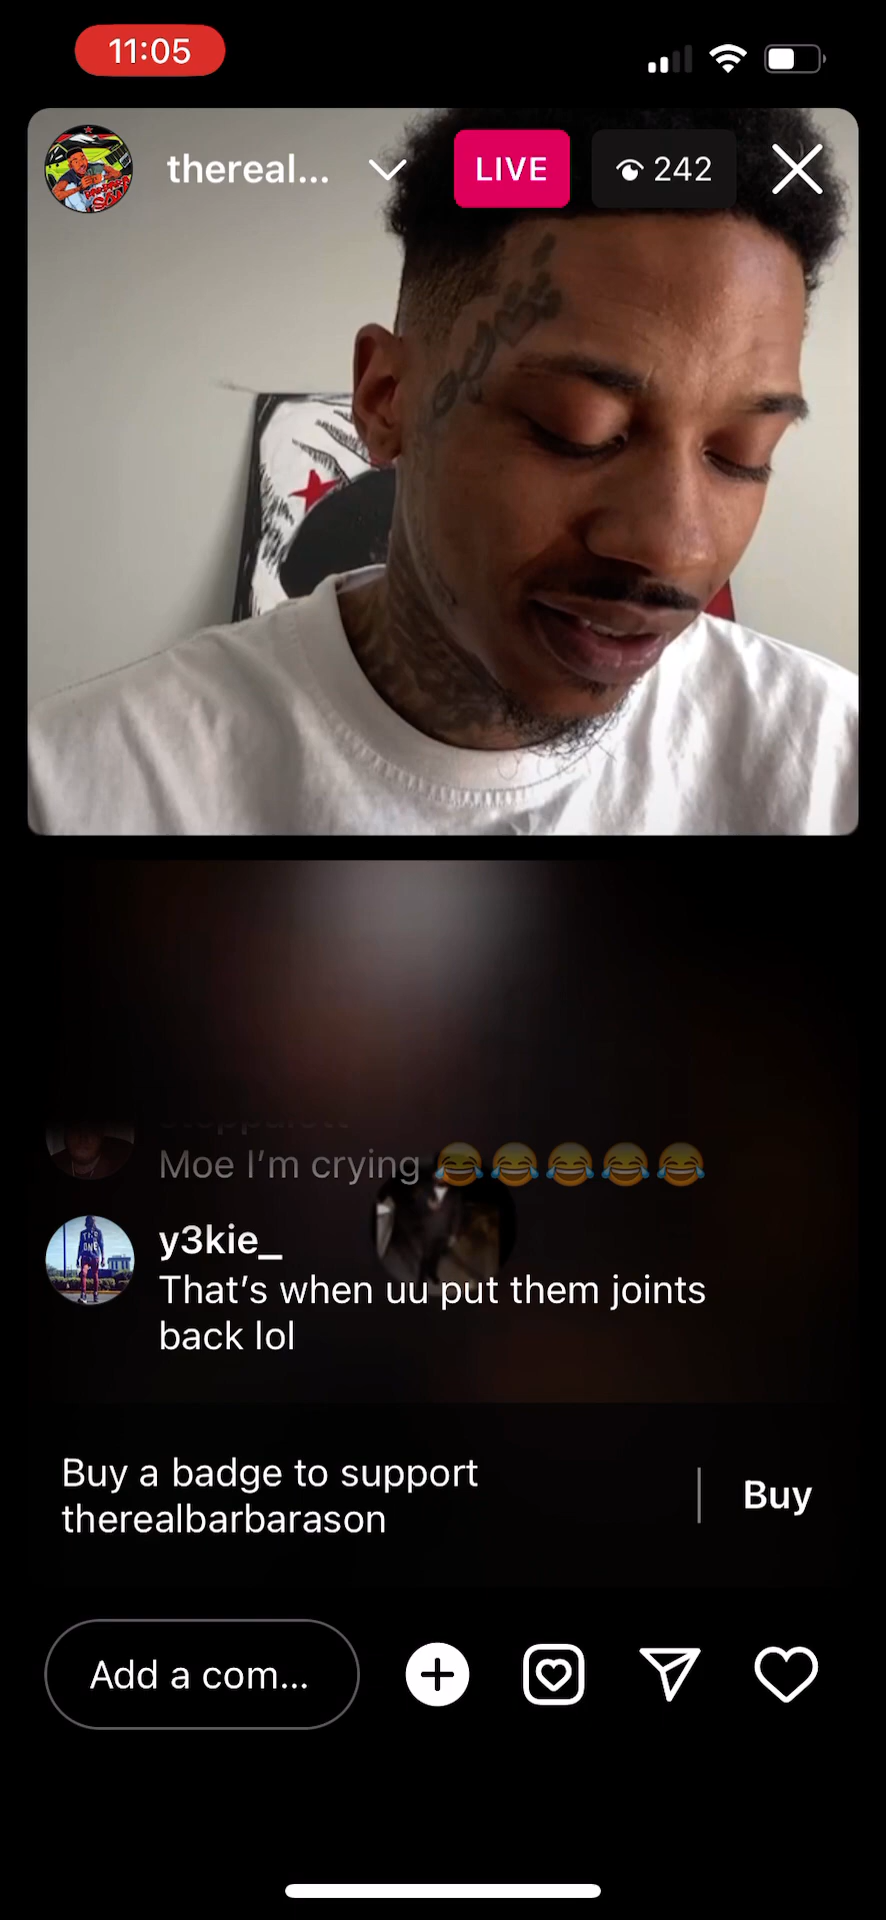 11:05
thereal...
LIVE
242
Moe I'm crying 😂😂😂😂😂
y3kie_
That's when uu put them joints
back lol
Buy a badge to support
therealbarbarason
Buy
Add a com...